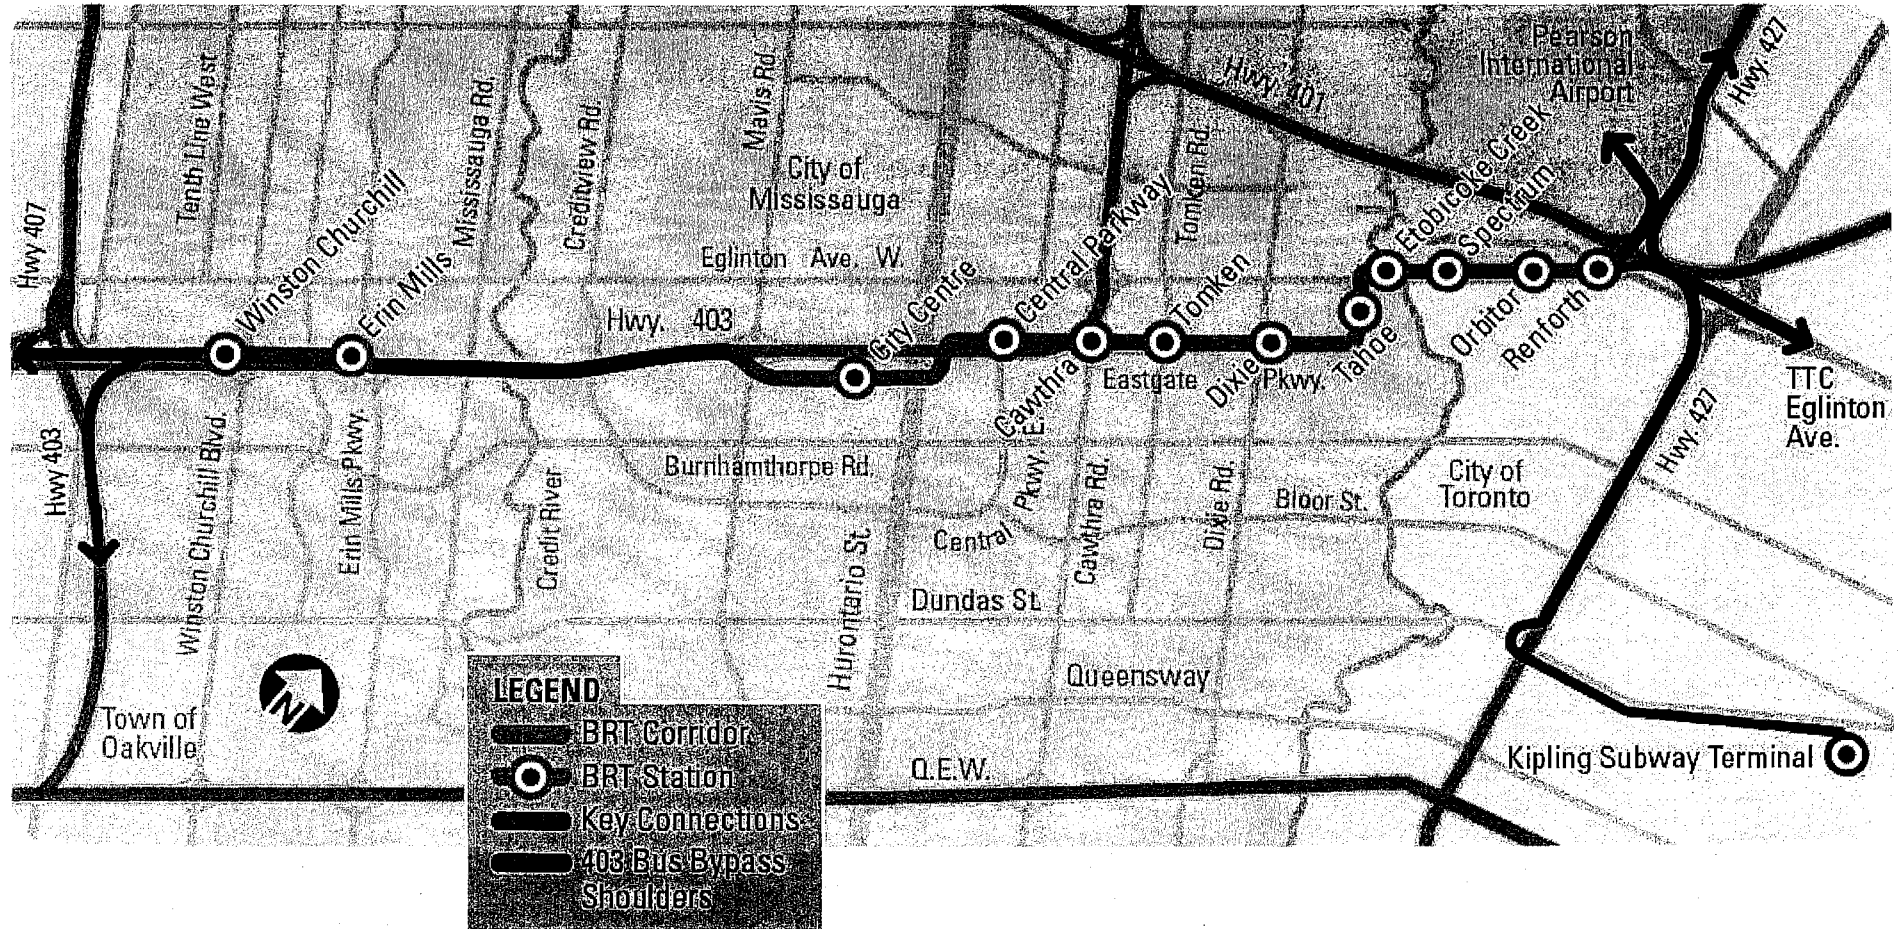 Pearson
International
Airport
Hwy. 427
Hwy. 401
Tenth Line West
Mississauga Rd.
Creditview Rd.
Mavis Rd.
Tomken Rd.
City of
Mississauga
Hwy 407
Winston Churchill
Erin Mills
Eglinton Ave. W.
Hwy. 403
City Centre
Central Parkway
Cawthra
Tomken
Dixie
Tahoe
Etobicoke Creek
Spectrum
Orbitor
Renforth
Eastgate Pkwy.
TTC
Eglinton
Ave.
Hwy 403
Winston Churchill Blvd.
Erin Mills Pkwy.
Credit River
Burnhamthorpe Rd.
Hurontario St.
Central Pkwy. E.
Cawthra Rd.
Dixie Rd.
Bloor St.
City of
Toronto
Hwy. 427
Dundas St.
Queensway
N
Town of
Oakville
Q.E.W.
Kipling Subway Terminal
LEGEND
BRT Corridor
BRT Station
Key Connections
403 Bus Bypass
Shoulders